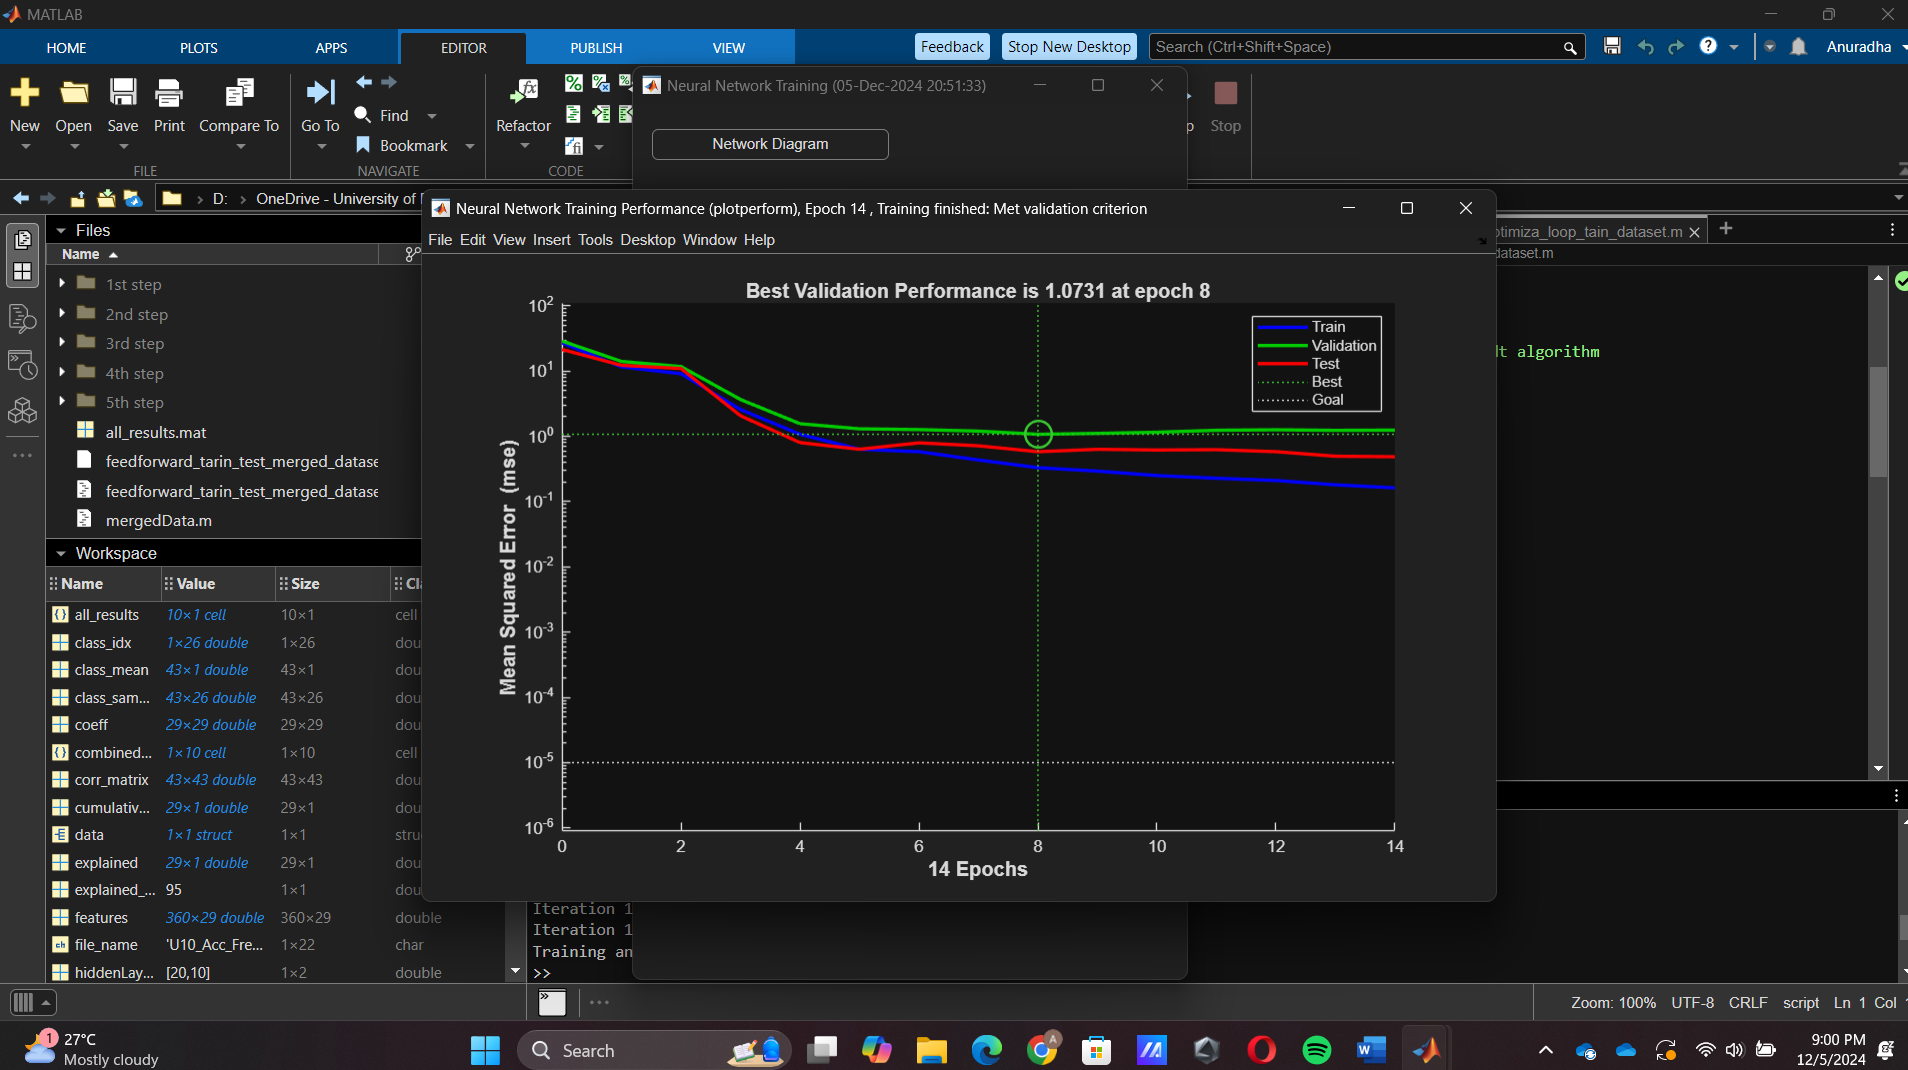 MATLAB
HOME PLOTS APPS EDITOR PUBLISH VIEW
Feedback Stop New Desktop Search (Ctrl+Shift+Space) Anuradha
Neural Network Training (05-Dec-2024 20:51:33)
New Open Save Print Compare To Go To Find Bookmark Refactor Stop
Network Diagram
FILE NAVIGATE CODE
D: OneDrive - University of
Neural Network Training Performance (plotperform), Epoch 14 , Training finished: Met validation criterion
File Edit View Insert Tools Desktop Window Help
Files
Name
1st step
2nd step
3rd step
4th step
5th step
all_results.mat
feedforward_tarin_test_merged_datase
feedforward_tarin_test_merged_datase
mergedData.m
ptimiza_loop_tain_dataset.m
dataset.m
lt algorithm
Best Validation Performance is 1.0731 at epoch 8
Train
Validation
Test
Best
Goal
Mean Squared Error (mse)
10^2
10^1
10^0
10^-1
10^-2
10^-3
10^-4
10^-5
10^-6
0 2 4 6 8 10 12 14
14 Epochs
Workspace
Name Value Size Cl
all_results 10×1 cell 10×1 cell
class_idx 1×26 double 1×26 dou
class_mean 43×1 double 43×1 dou
class_sam... 43×26 double 43×26 dou
coeff 29×29 double 29×29 dou
combined... 1×10 cell 1×10 cell
corr_matrix 43×43 double 43×43 dou
cumulativ... 29×1 double 29×1 dou
data 1×1 struct 1×1 stru
explained 29×1 double 29×1 dou
explained_... 95 1×1 dou
features 360×29 double 360×29 double
file_name 'U10_Acc_Fre... 1×22 char
hiddenLay... [20,10] 1×2 double
Iteration 1
Iteration 1
Training an
>>
Zoom: 100% UTF-8 CRLF script Ln 1 Col
27°C
Mostly cloudy
Search
9:00 PM
12/5/2024